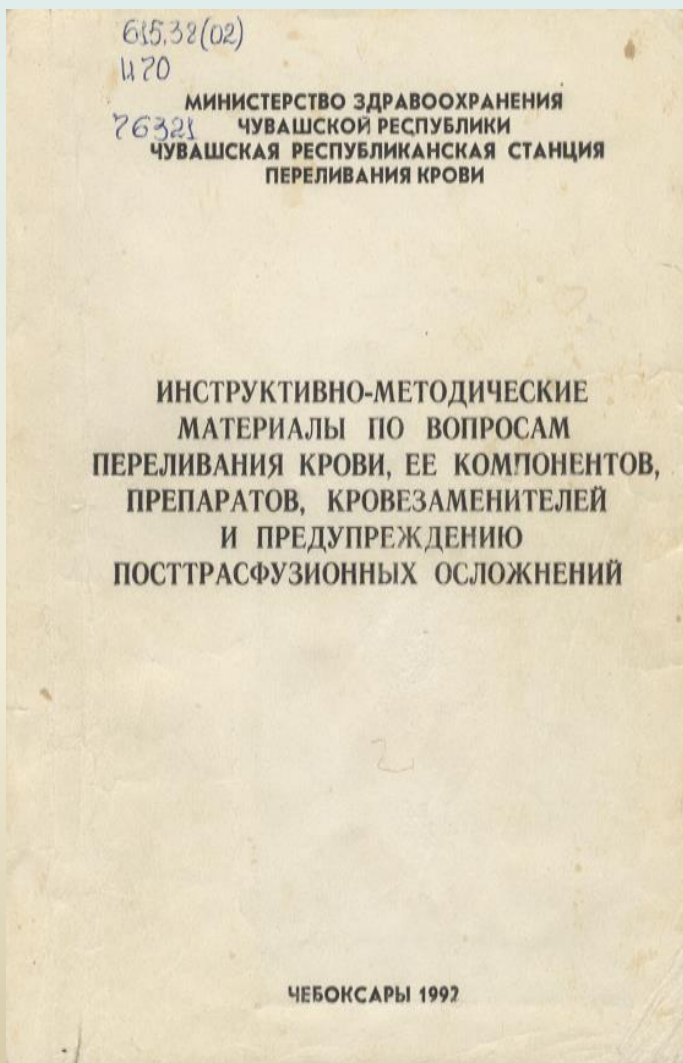 615.38(02)
И70
76321
МИНИСТЕРСТВО ЗДРАВООХРАНЕНИЯ
ЧУВАШСКОЙ РЕСПУБЛИКИ
ЧУВАШСКАЯ РЕСПУБЛИКАНСКАЯ СТАНЦИЯ
ПЕРЕЛИВАНИЯ КРОВИ
ИНСТРУКТИВНО-МЕТОДИЧЕСКИЕ
МАТЕРИАЛЫ ПО ВОПРОСАМ
ПЕРЕЛИВАНИЯ КРОВИ, ЕЕ КОМПОНЕНТОВ,
ПРЕПАРАТОВ, КРОВЕЗАМЕНИТЕЛЕЙ
И ПРЕДУПРЕЖДЕНИЮ
ПОСТТРАСФУЗИОННЫХ ОСЛОЖНЕНИЙ
2
ЧЕБОКСАРЫ 1992